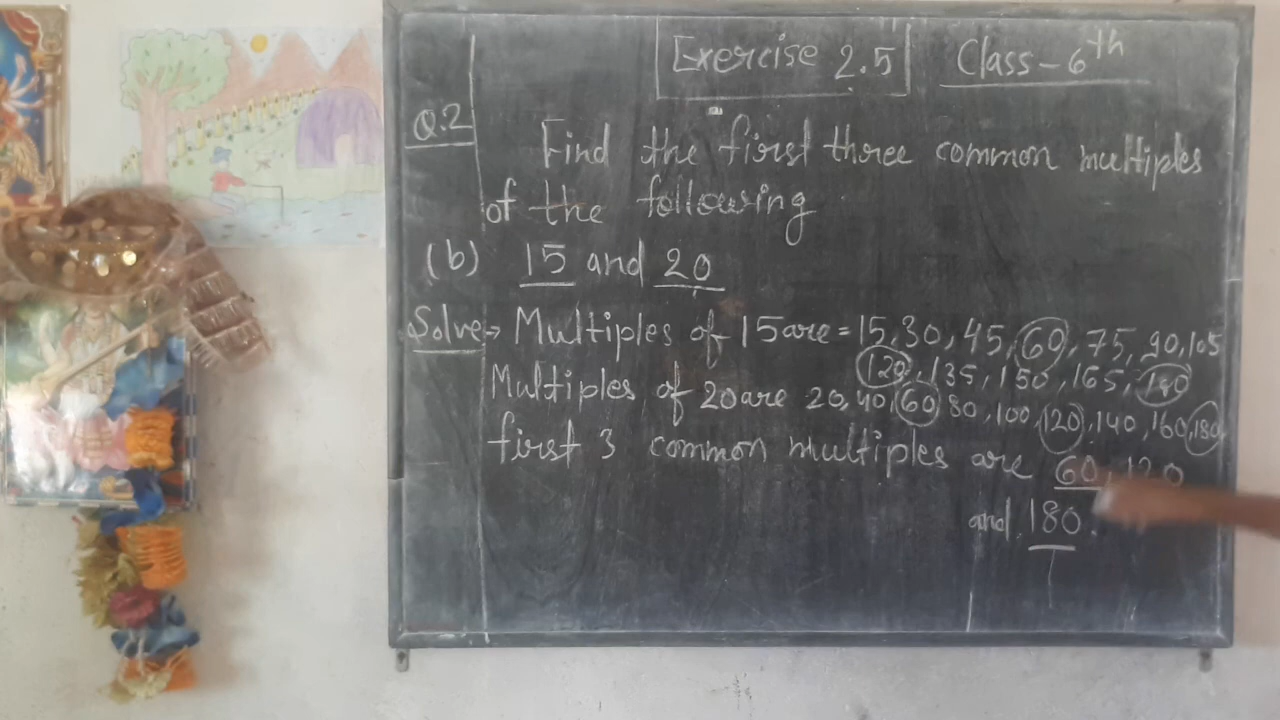 Exercise 2.5 Class-6th
Q.2 Find the first three common multiples
of the following
(b) 15 and 20
Solve→ Multiples of 15 are = 15, 30, 45, 60, 75, 90, 105
120, 135, 150, 165, 180
Multiples of 20 are 20, 40, 60, 80, 100, 120, 140, 160, 180,
first 3 common multiples are 60, 120
and 180.